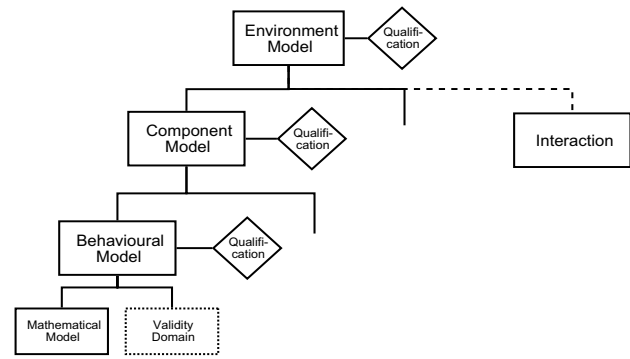 Environment
Model
Qualifi-
cation
Component
Model
Qualifi-
cation
Interaction
Behavioural
Model
Qualifi-
cation
Mathematical
Model
Validity
Domain